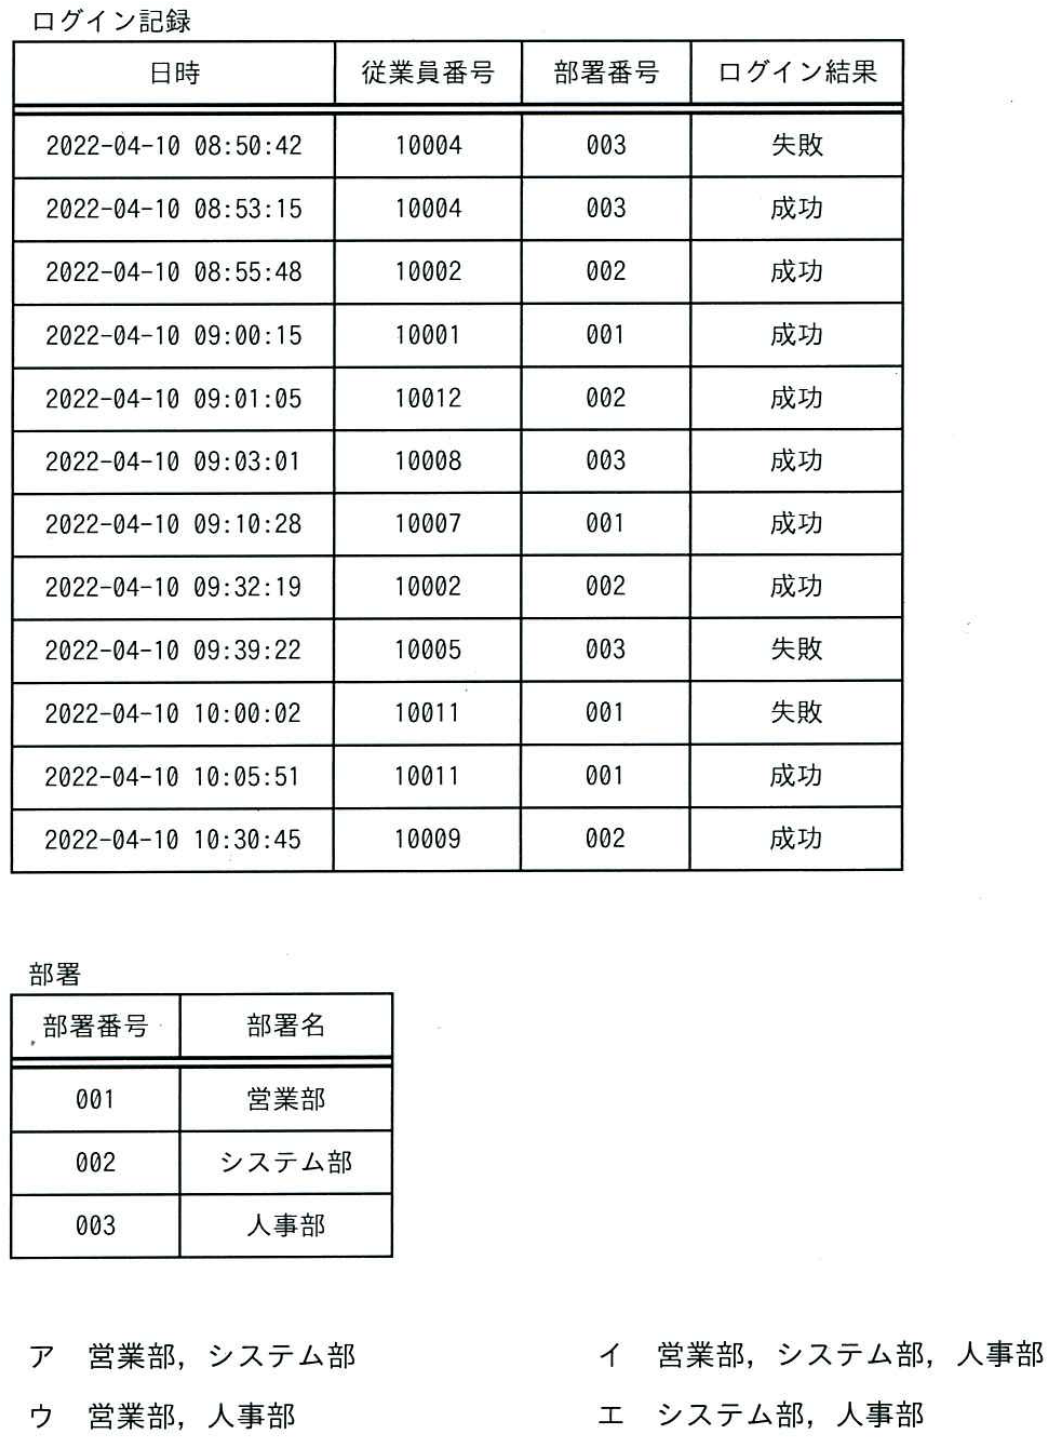 ログイン記録
日時 従業員番号 部署番号 ログイン結果
2022-04-10 08:50:42 10004 003 失敗
2022-04-10 08:53:15 10004 003 成功
2022-04-10 08:55:48 10002 002 成功
2022-04-10 09:00:15 10001 001 成功
2022-04-10 09:01:05 10012 002 成功
2022-04-10 09:03:01 10008 003 成功
2022-04-10 09:10:28 10007 001 成功
2022-04-10 09:32:19 10002 002 成功
2022-04-10 09:39:22 10005 003 失敗
2022-04-10 10:00:02 10011 001 失敗
2022-04-10 10:05:51 10011 001 成功
2022-04-10 10:30:45 10009 002 成功
部署
部署番号 部署名
001 営業部
002 システム部
003 人事部
ア 営業部，システム部 イ 営業部，システム部，人事部
ウ 営業部，人事部 エ システム部，人事部